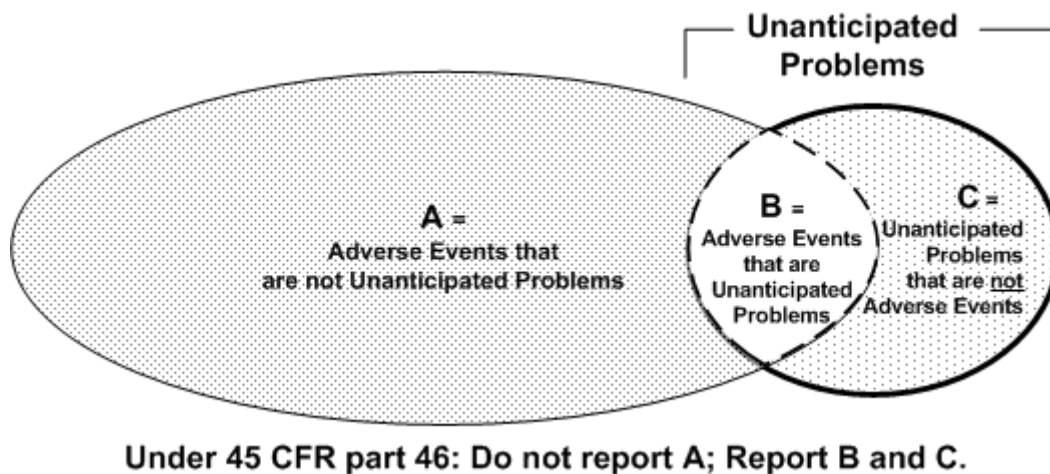 Unanticipated
Problems
A =
Adverse Events that
are not Unanticipated Problems
B =
Adverse Events
that are
Unanticipated
Problems
C =
Unanticipated
Problems
that are not
Adverse Events
Under 45 CFR part 46: Do not report A; Report B and C.